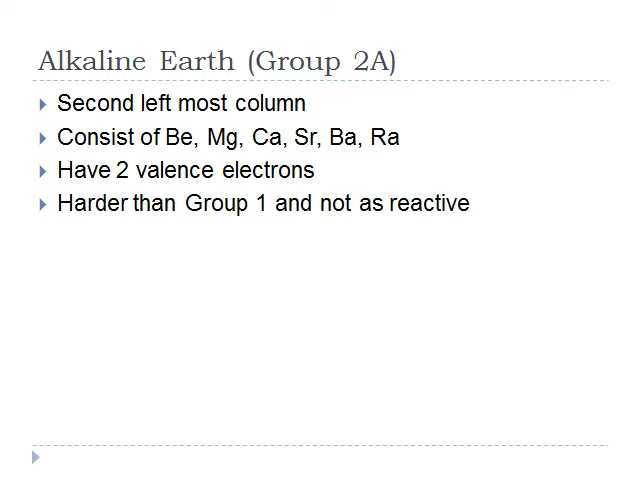 Alkaline Earth (Group 2A)
Second left most column
Consist of Be, Mg, Ca, Sr, Ba, Ra
Have 2 valence electrons
Harder than Group 1 and not as reactive